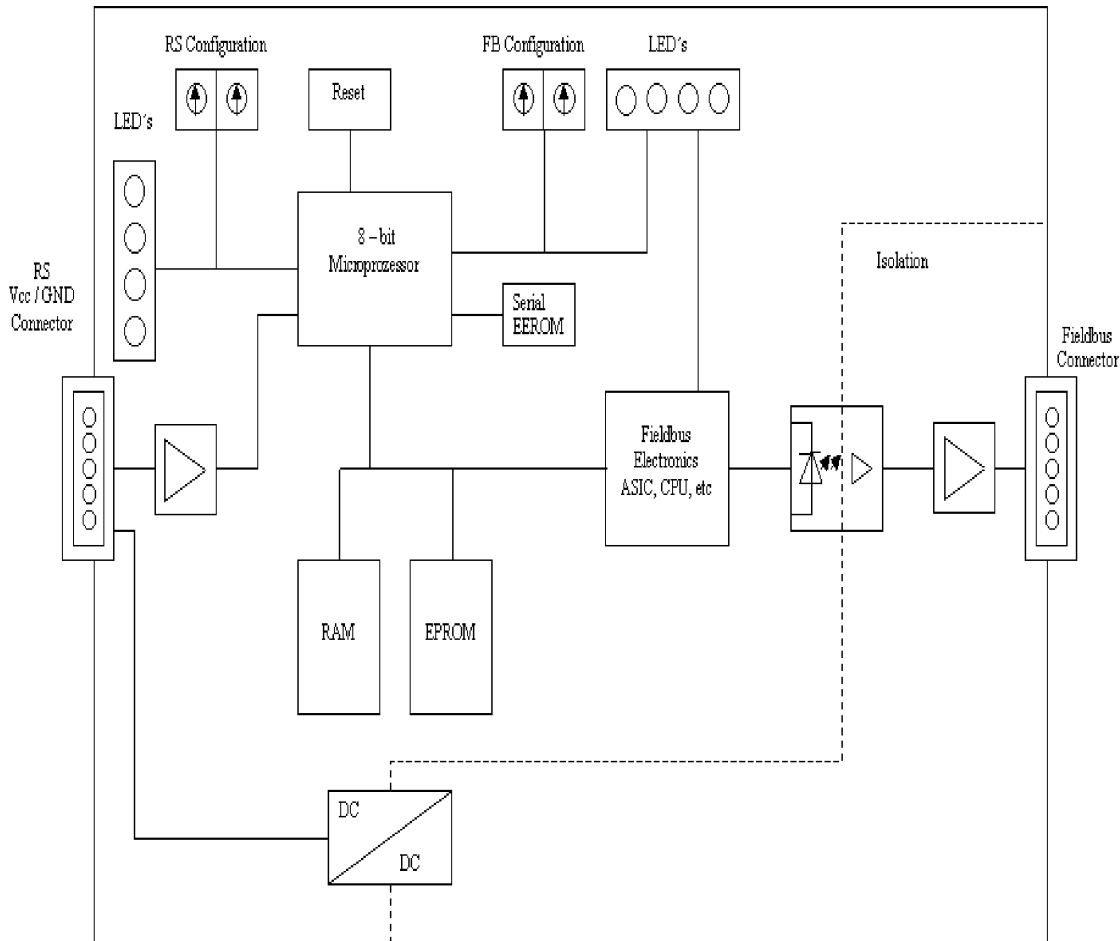 RS Configuration
FB Configuration
LED´s
Reset
LED´s
8 – bit
Microprozessor
Isolation
RS
Vcc / GND
Connector
Serial
EEROM
Fieldbus
Connector
Fieldbus
Electronics
ASIC, CPU, etc
RAM
EPROM
DC
DC